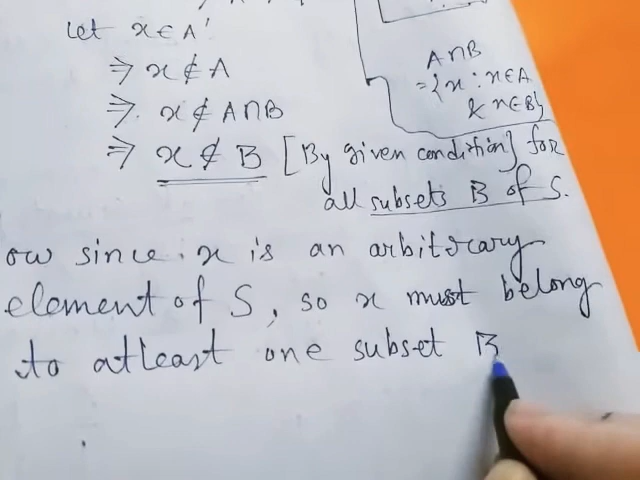 Let x ∈ A'
⇒ x ∉ A
⇒ x ∉ A ∩ B
⇒ x ∉ B [By given condition] for
all subsets B of S.
A∩B
= {x : x ∈ A
& x ∈ B}
ow since x is an arbitrary
element of S, so x must belong
to atleast one subset B